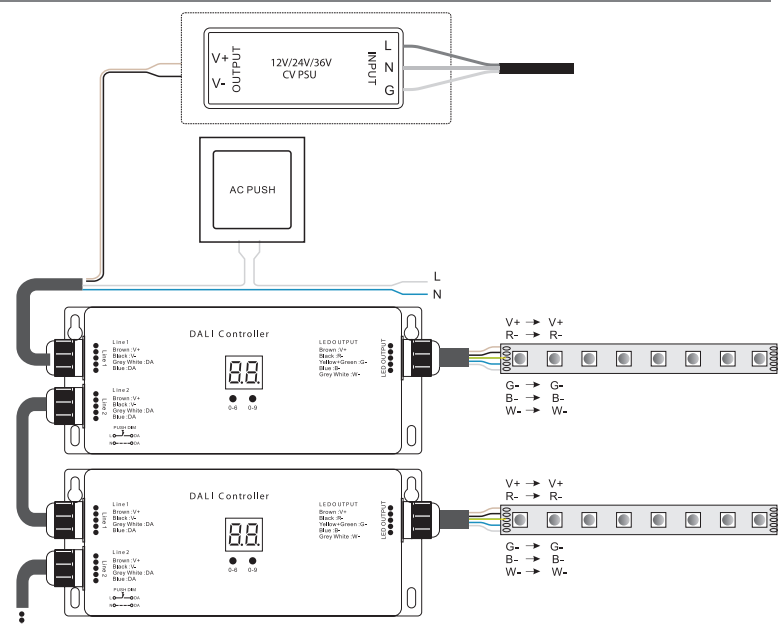 V+
V-
OUTPUT
12V/24V/36V
CV PSU
INPUT
L
N
G
AC PUSH
L
N
DALI Controller
Line 1
Brown :V+
Black :V-
Grey White :DA
Blue :DA
Line 1
Line 2
Brown :V+
Black :V-
Grey White :DA
Blue :DA
Line 2
PUSH DIM
L DA
N DA
8.8.
0-6 0-9
LED OUTPUT
Brown :V+
Black :R-
Yellow+Green :G-
Blue :B-
Grey White :W-
LED OUTPUT
V+ → V+
R- → R-
G- → G-
B- → B-
W- → W-
DALI Controller
Line 1
Brown :V+
Black :V-
Grey White :DA
Blue :DA
Line 1
Line 2
Brown :V+
Black :V-
Grey White :DA
Blue :DA
Line 2
PUSH DIM
L DA
N DA
8.8.
0-6 0-9
LED OUTPUT
Brown :V+
Black :R-
Yellow+Green :G-
Blue :B-
Grey White :W-
LED OUTPUT
V+ → V+
R- → R-
G- → G-
B- → B-
W- → W-